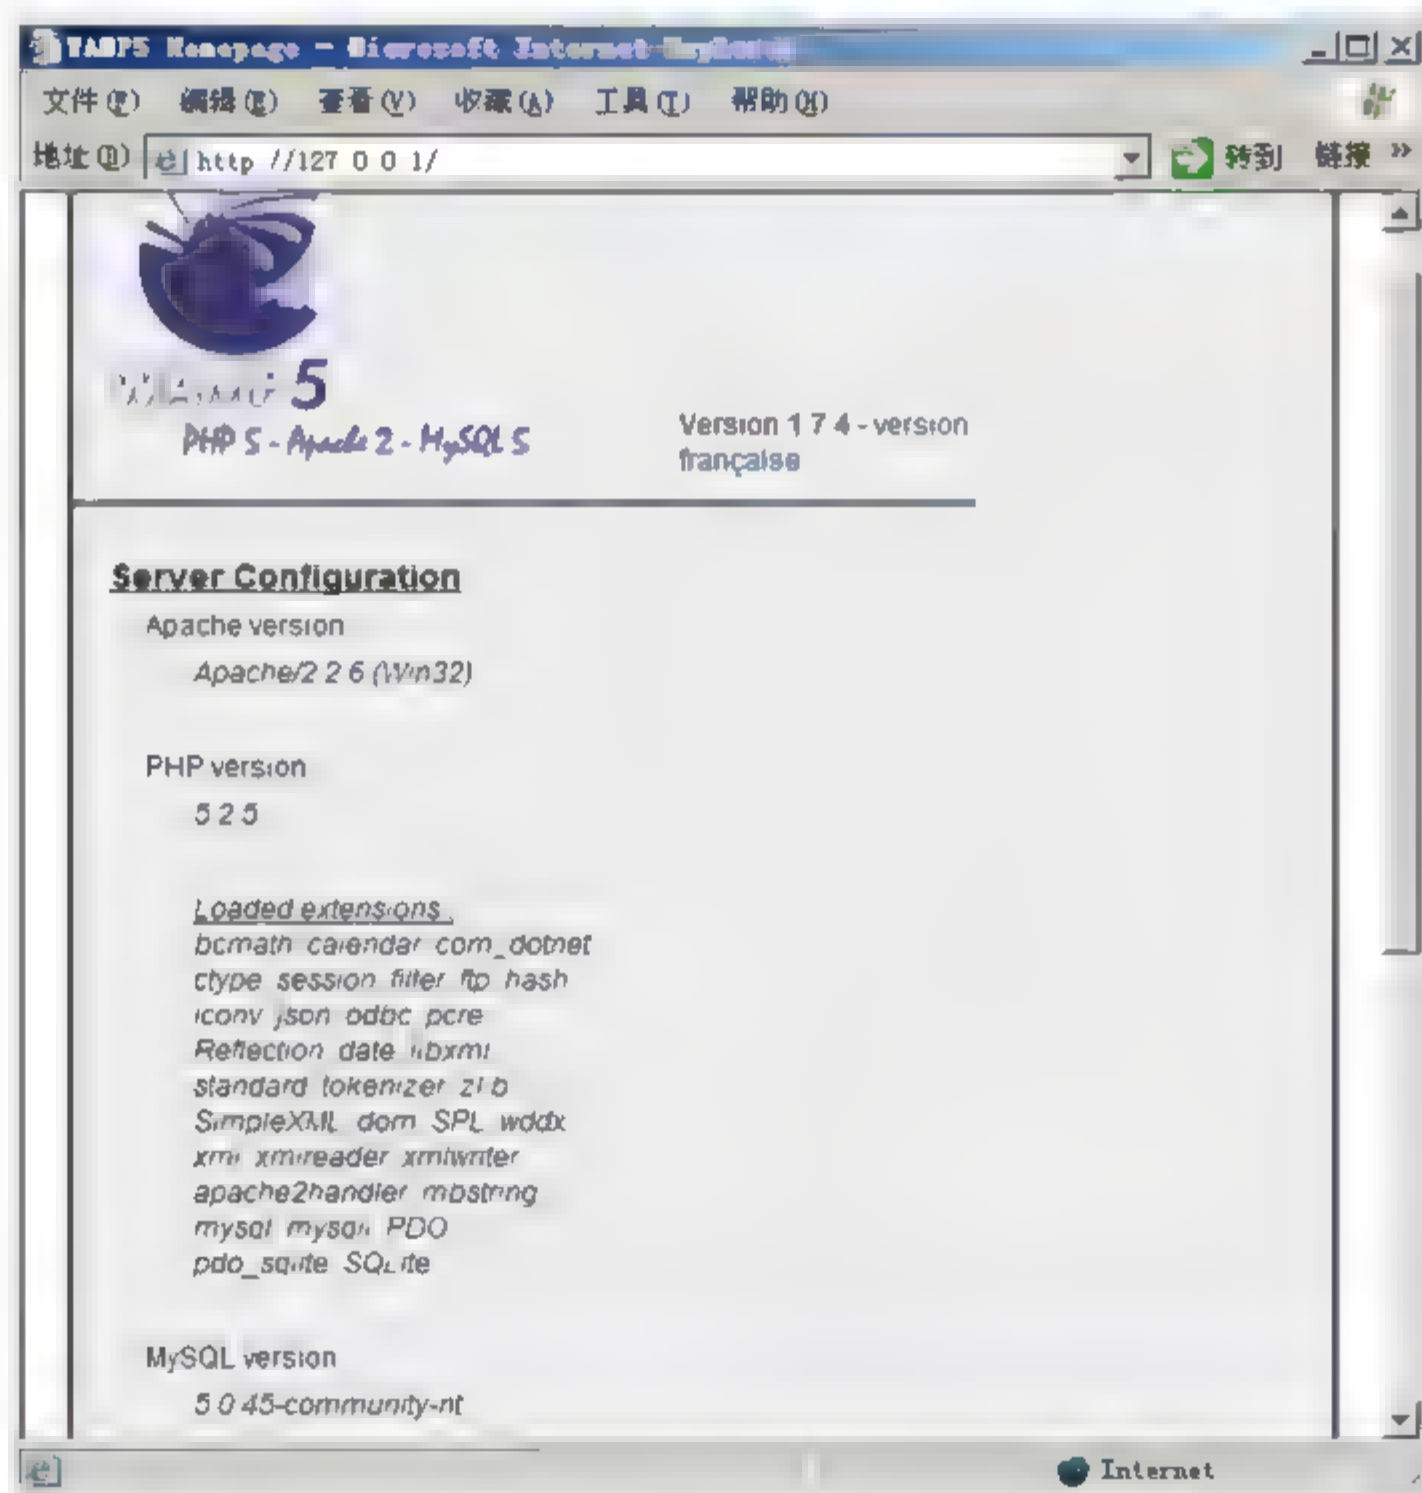 Homepage - Microsoft Internet
文件(F) 编辑(E) 查看(V) 收藏(A) 工具(T) 帮助(H)
地址(D) http //127 0 0 1/ 转到 链接 »
5
PHP 5 - Apache 2 - MySQL 5
Version 1 7 4 - version
française
Server Configuration
Apache version
Apache/2 2 6 (Win32)
PHP version
5 2 5
Loaded extensions
bcmath calendar com_dotnet
ctype session filter ftp hash
iconv json odbc pcre
Reflection date libxml
standard tokenizer zlib
SimpleXML dom SPL wddx
xml xmlreader xmlwriter
apache2handler mbstring
mysql mysqli PDO
pdo_sqlite SQLite
MySQL version
5 0 45-community-nt
Internet